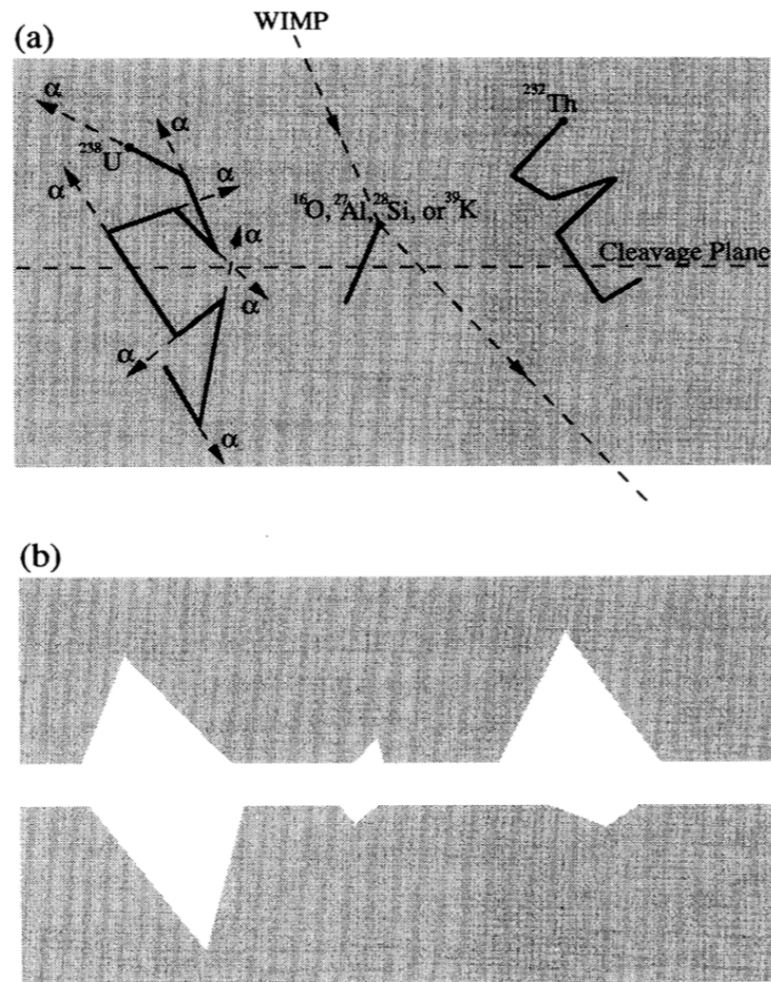 WIMP
(a)
α
²³²Th
α
²³⁸U
α
α
¹⁶O, ²⁷Al, ²⁸Si, or ³⁹K
α
Cleavage Plane
α
α
α
(b)